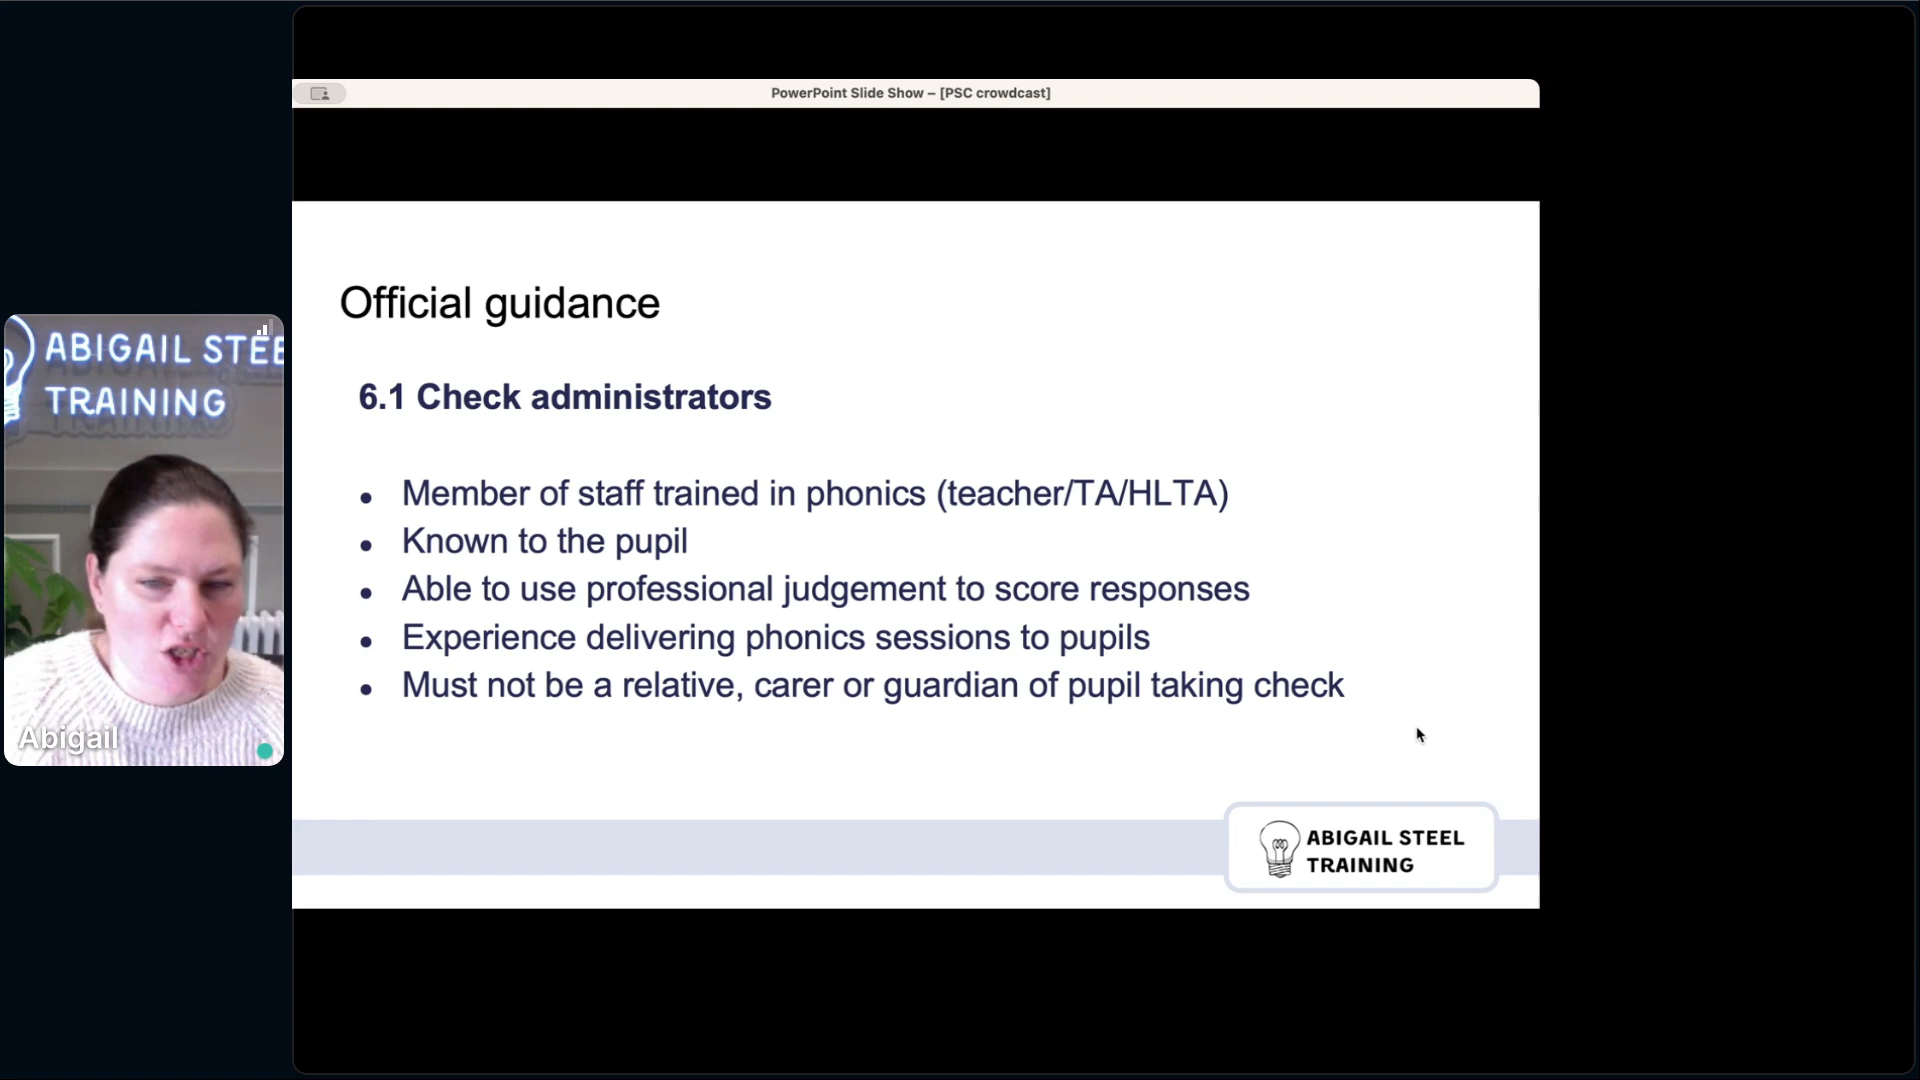 PowerPoint Slide Show – [PSC crowdcast]
Official guidance
6.1 Check administrators
• Member of staff trained in phonics (teacher/TA/HLTA)
• Known to the pupil
• Able to use professional judgement to score responses
• Experience delivering phonics sessions to pupils
• Must not be a relative, carer or guardian of pupil taking check
ABIGAIL STEEL
TRAINING
ABIGAIL STEE
TRAINING
Abigail